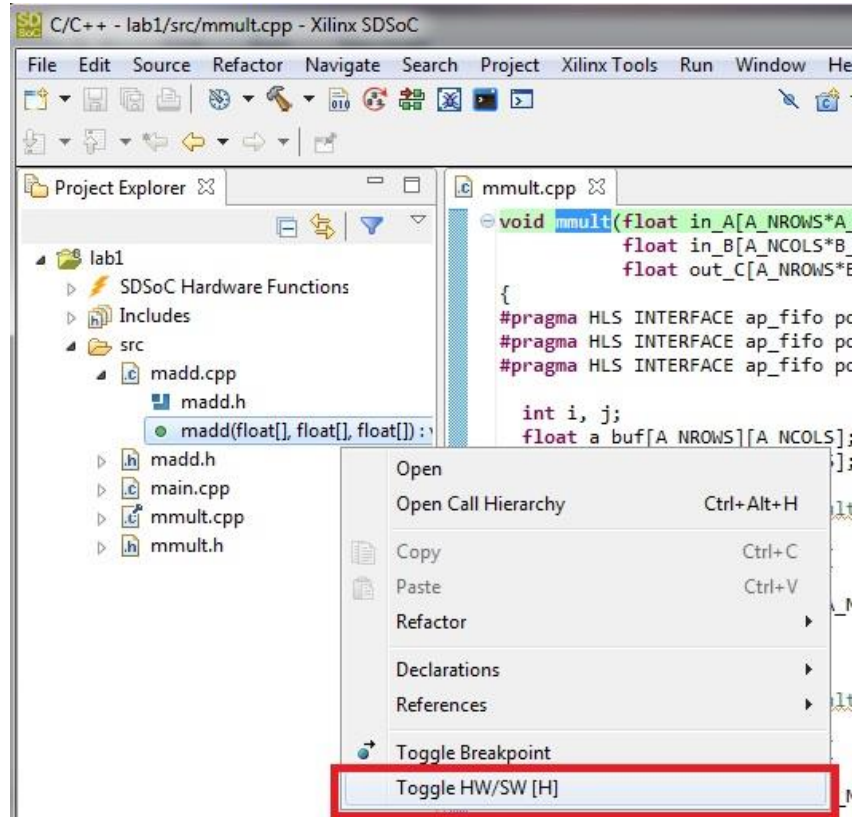 C/C++ - lab1/src/mmult.cpp - Xilinx SDSoC
File Edit Source Refactor Navigate Search Project Xilinx Tools Run Window He
Project Explorer
mmult.cpp
lab1
SDSoC Hardware Functions
Includes
src
madd.cpp
madd.h
madd(float[], float[], float[]) :
madd.h
main.cpp
mmult.cpp
mmult.h
void mmult(float in_A[A_NROWS*A_
float in_B[A_NCOLS*B_
float out_C[A_NROWS*B
{
#pragma HLS INTERFACE ap_fifo po
#pragma HLS INTERFACE ap_fifo po
#pragma HLS INTERFACE ap_fifo po
int i, j;
float a_buf[A_NROWS][A_NCOLS];
Open
Open Call Hierarchy Ctrl+Alt+H
Copy Ctrl+C
Paste Ctrl+V
Refactor
Declarations
References
Toggle Breakpoint
Toggle HW/SW [H]